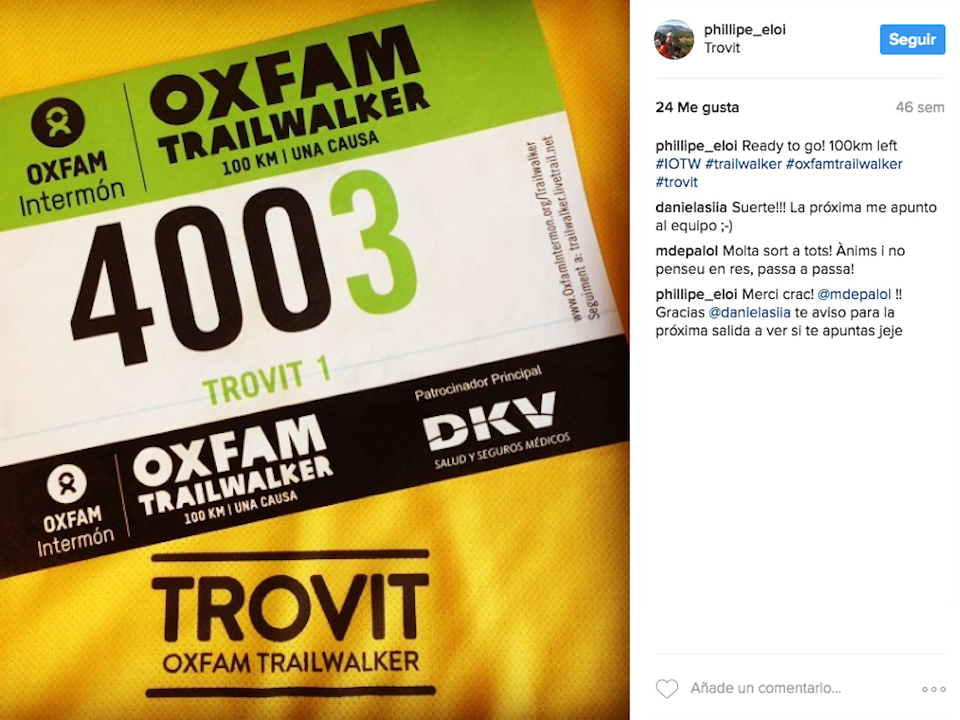 OXFAM
Intermón
OXFAM
TRAILWALKER
100 KM | UNA CAUSA
4003
www.OxfamIntermon.org/Trailwalker
Seguiment a: trailwalker.livetrail.net
TROVIT 1
Patrocinador Principal
DKV
SALUD Y SEGUROS MÉDICOS
OXFAM
Intermón
OXFAM
TRAILWALKER
100 KM | UNA CAUSA
TROVIT
OXFAM TRAILWALKER
phillipe_eloi
Trovit
Seguir
24 Me gusta
46 sem
phillipe_eloi Ready to go! 100km left
#IOTW #trailwalker #oxfamtrailwalker
#trovit
danielasiia Suerte!!! La próxima me apunto
al equipo ;-)
mdepalol Molta sort a tots! Ànims i no
penseu en res, passa a passa!
phillipe_eloi Merci crac! @mdepalol !!
Gracias @danielasiia te aviso para la
próxima salida a ver si te apuntas jeje
Añade un comentario...